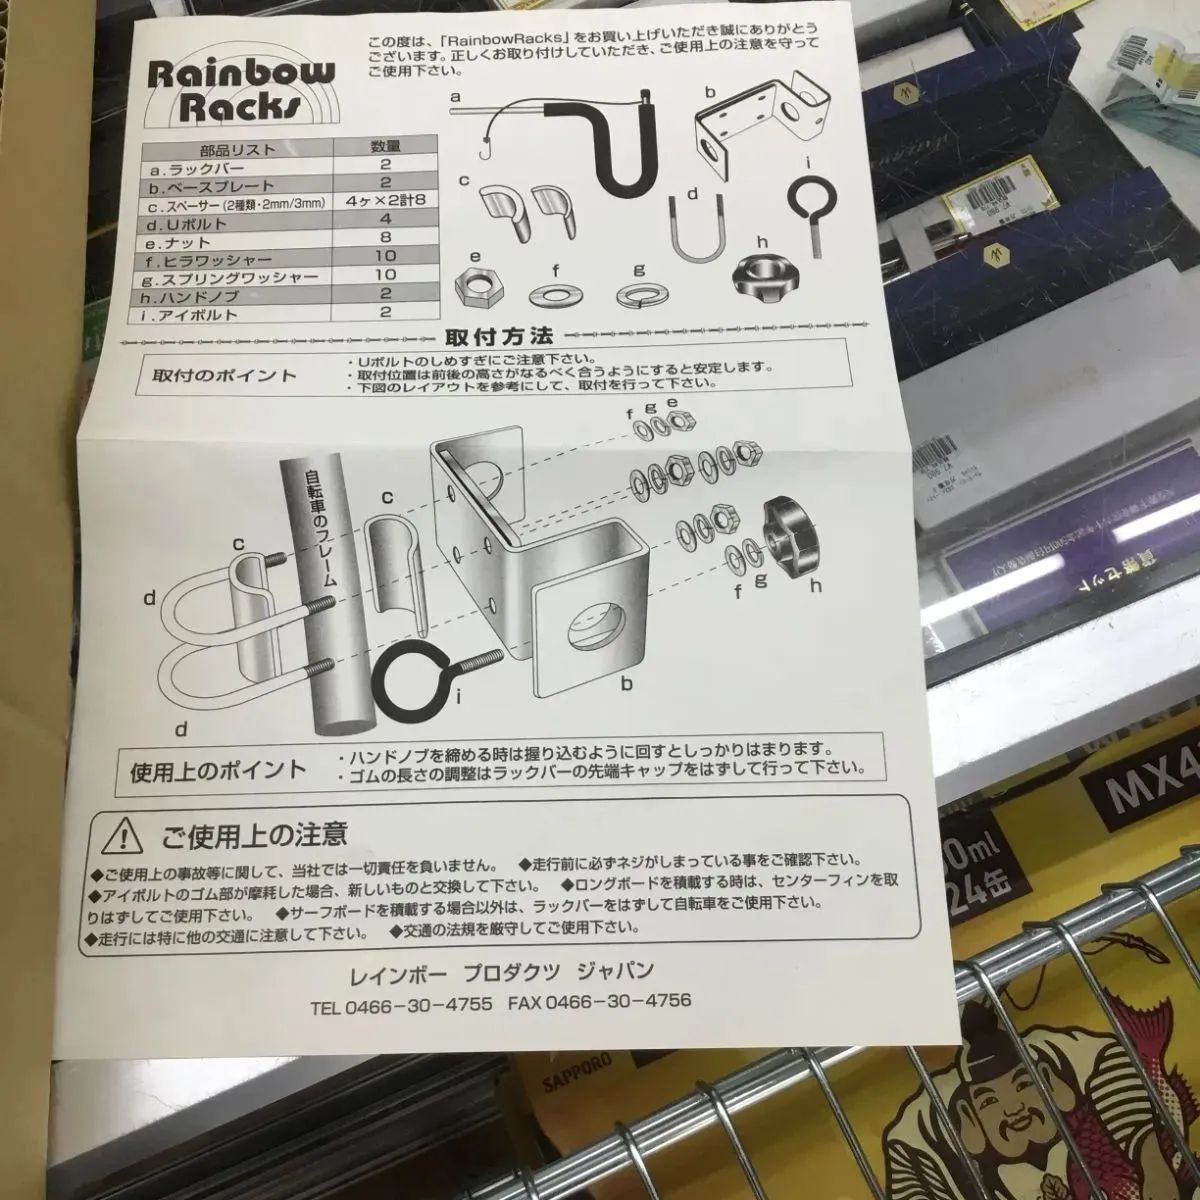 Rainbow
Racks
この度は、「RainbowRacks」をお買い上げいただき誠にありがとう
ございます。正しくお取り付けしていただき、ご使用上の注意を守って
ご使用下さい。
部品リスト 数量
a.ラックバー 2
b.ベースプレート 2
c.スペーサー(2種類・2mm/3mm) 4ヶ×2計8
d.Uボルト 4
e.ナット 8
f.ヒラワッシャー 10
g.スプリングワッシャー 10
h.ハンドノブ 2
i.アイボルト 2
a
b
c
d
i
e
f
g
h
取付方法
取付のポイント
・Uボルトのしめすぎにご注意下さい。
・取付位置は前後の高さがなるべく合うようにすると安定します。
・下図のレイアウトを参考にして、取付を行って下さい。
f g e
自転車のフレーム
c
c
d
d
i
b
f
g
h
使用上のポイント
・ハンドノブを締める時は握り込むように回すとしっかりはまります。
・ゴムの長さの調整はラックバーの先端キャップをはずして行って下さい。
ご使用上の注意
◆ご使用上の事故等に関して、当社では一切責任を負いません。 ◆走行前に必ずネジがしまっている事をご確認下さい。
◆アイボルトのゴム部が摩耗した場合、新しいものと交換して下さい。 ◆ロングボードを積載する時は、センターフィンを取
りはずしてご使用下さい。 ◆サーフボードを積載する場合以外は、ラックバーをはずして自転車をご使用下さい。
◆走行には特に他の交通に注意して下さい。 ◆交通の法規を厳守してご使用下さい。
レインボー プロダクツ ジャパン
TEL 0466-30-4755 FAX 0466-30-4756
貨幣セット
MX4
0ml
24缶
SAPPORO